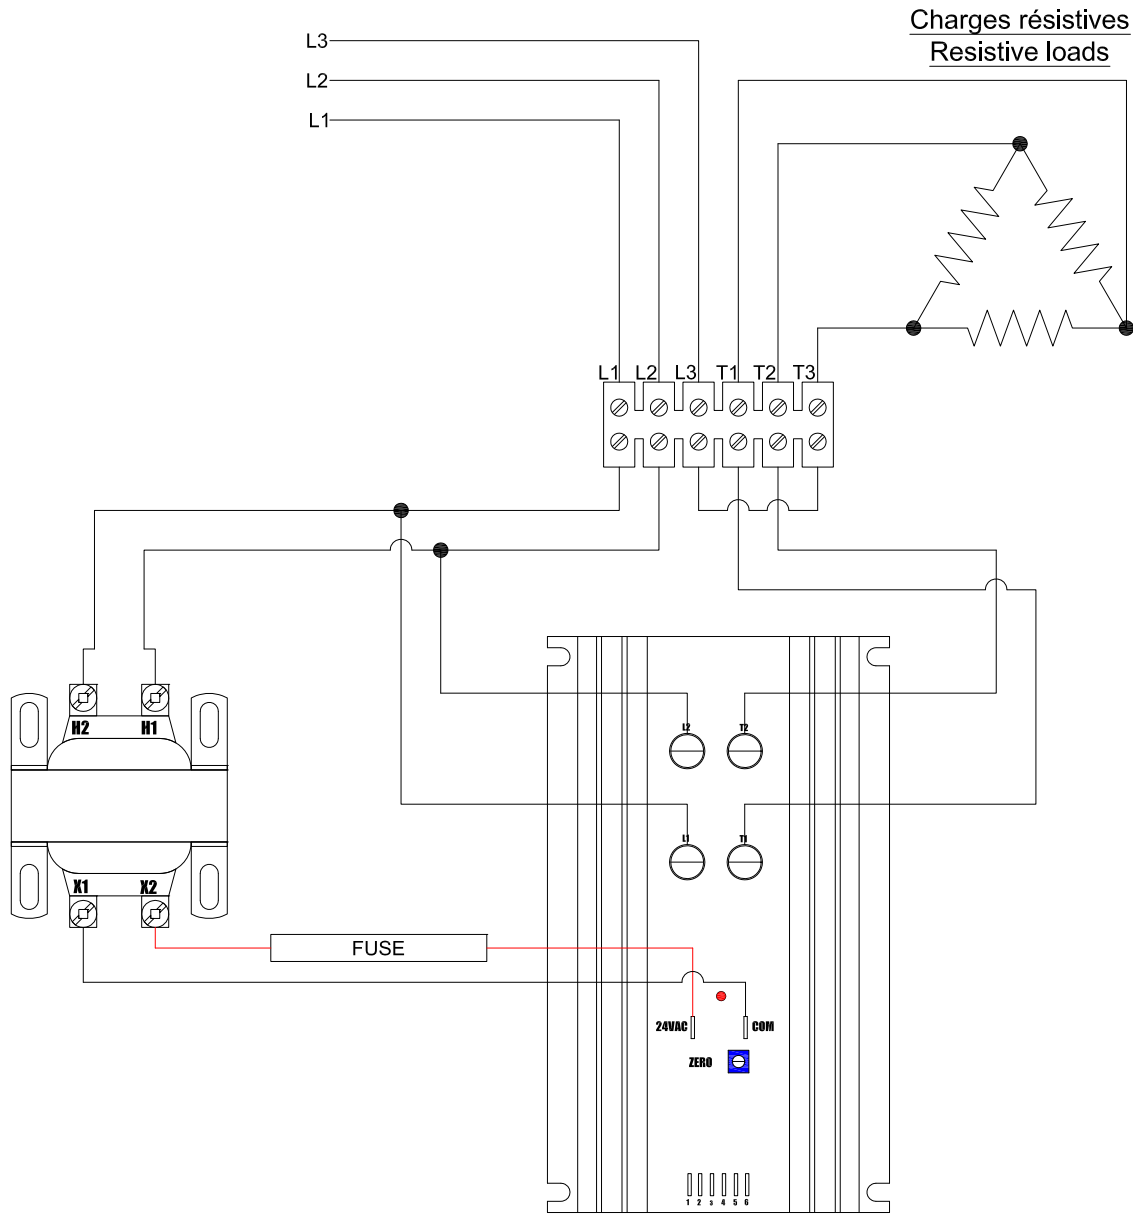 Charges résistives
Resistive loads
L3
L2
L1
L1 L2 L3 T1 T2 T3
H2 H1
L2 T2
L1 T1
X1 X2
FUSE
24VAC COM
ZERO
1 2 3 4 5 6